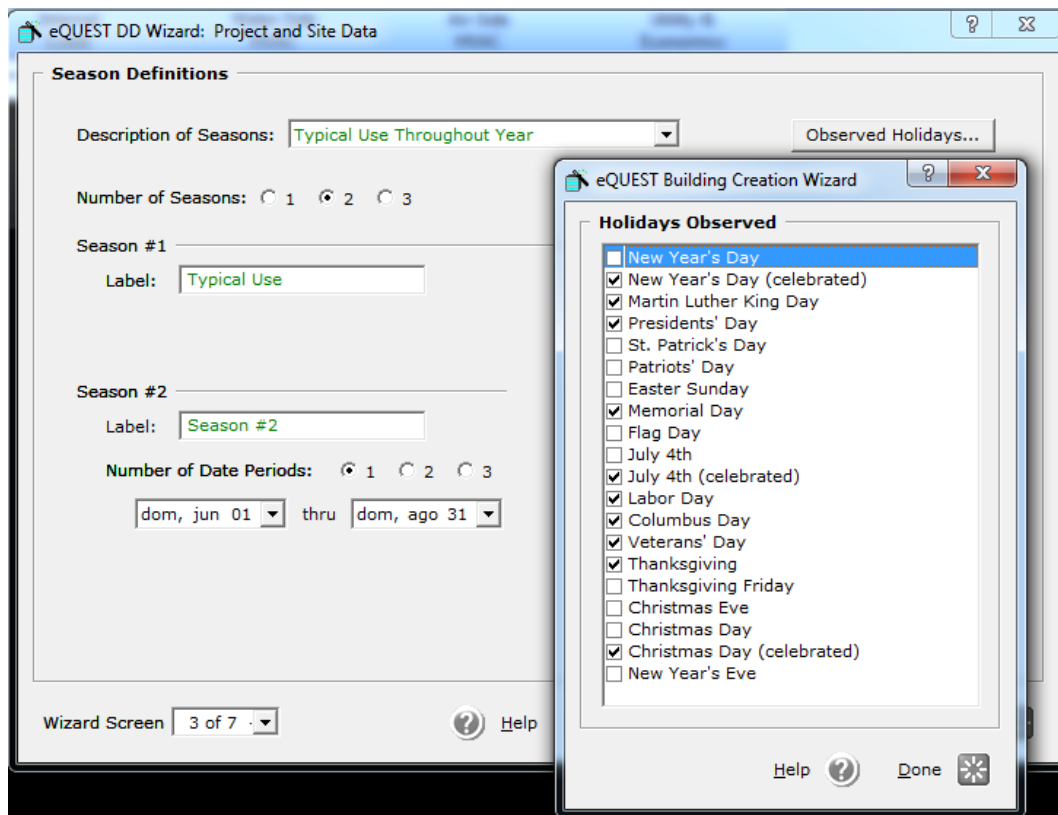 eQUEST DD Wizard: Project and Site Data
Season Definitions
Description of Seasons: Typical Use Throughout Year
Observed Holidays...
Number of Seasons: 1 2 3
Season #1
Label: Typical Use
Season #2
Label: Season #2
Number of Date Periods: 1 2 3
dom, jun 01 thru dom, ago 31
Wizard Screen 3 of 7
Help
eQUEST Building Creation Wizard
Holidays Observed
New Year's Day
New Year's Day (celebrated)
Martin Luther King Day
Presidents' Day
St. Patrick's Day
Patriots' Day
Easter Sunday
Memorial Day
Flag Day
July 4th
July 4th (celebrated)
Labor Day
Columbus Day
Veterans' Day
Thanksgiving
Thanksgiving Friday
Christmas Eve
Christmas Day
Christmas Day (celebrated)
New Year's Eve
Help Done